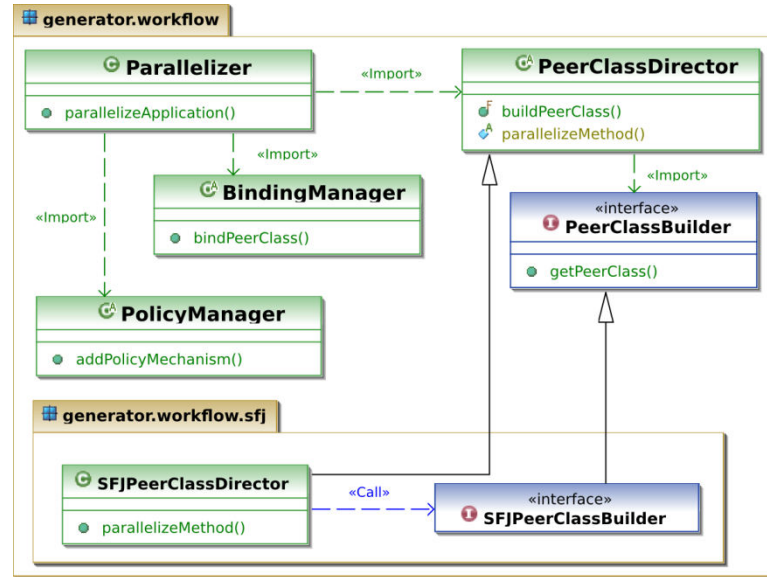 generator.workflow
Parallelizer
parallelizeApplication()
«Import»
PeerClassDirector
buildPeerClass()
parallelizeMethod()
«Import»
«Import»
«Import»
BindingManager
bindPeerClass()
«interface»
PeerClassBuilder
getPeerClass()
PolicyManager
addPolicyMechanism()
generator.workflow.sfj
SFJPeerClassDirector
parallelizeMethod()
«Call»
«interface»
SFJPeerClassBuilder